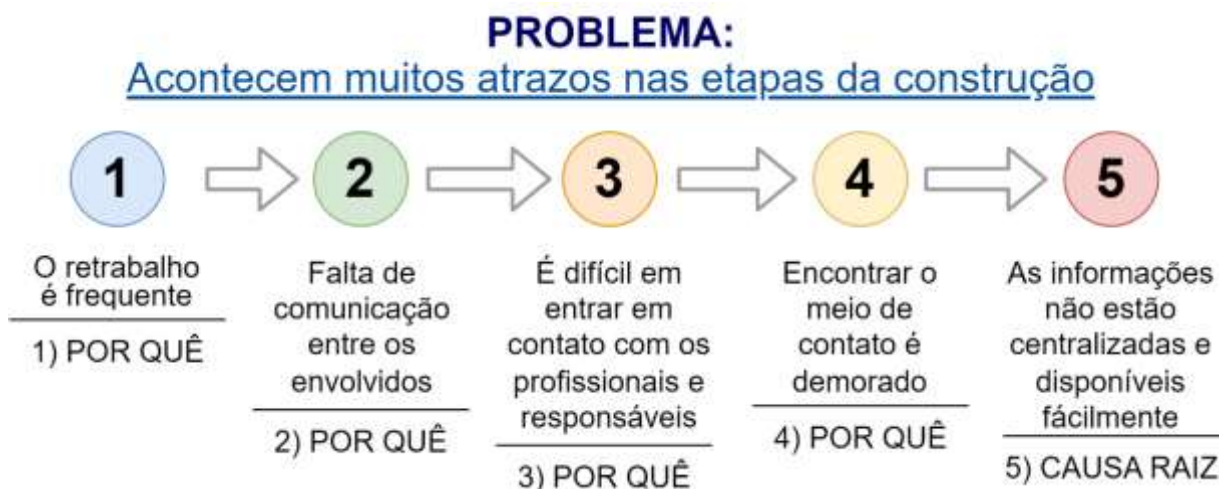 PROBLEMA:
Acontecem muitos atrazos nas etapas da construção
1
2
3
4
5
O retrabalho
é frequente
1) POR QUÊ
Falta de
comunicação
entre os
envolvidos
2) POR QUÊ
É difícil em
entrar em
contato com os
profissionais e
responsáveis
3) POR QUÊ
Encontrar o
meio de
contato é
demorado
4) POR QUÊ
As informações
não estão
centralizadas e
disponíveis
fácilmente
5) CAUSA RAIZ